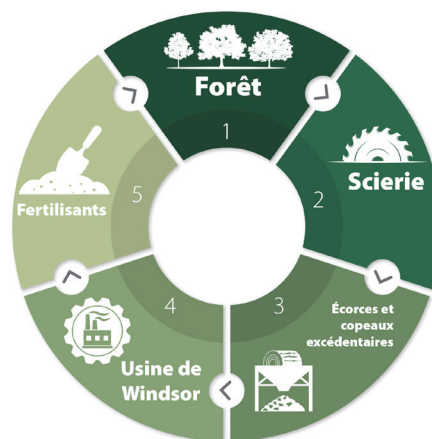 Forêt
1
Scierie
2
Écorces et
copeaux
excédentaires
3
Usine de
Windsor
4
Fertilisants
5